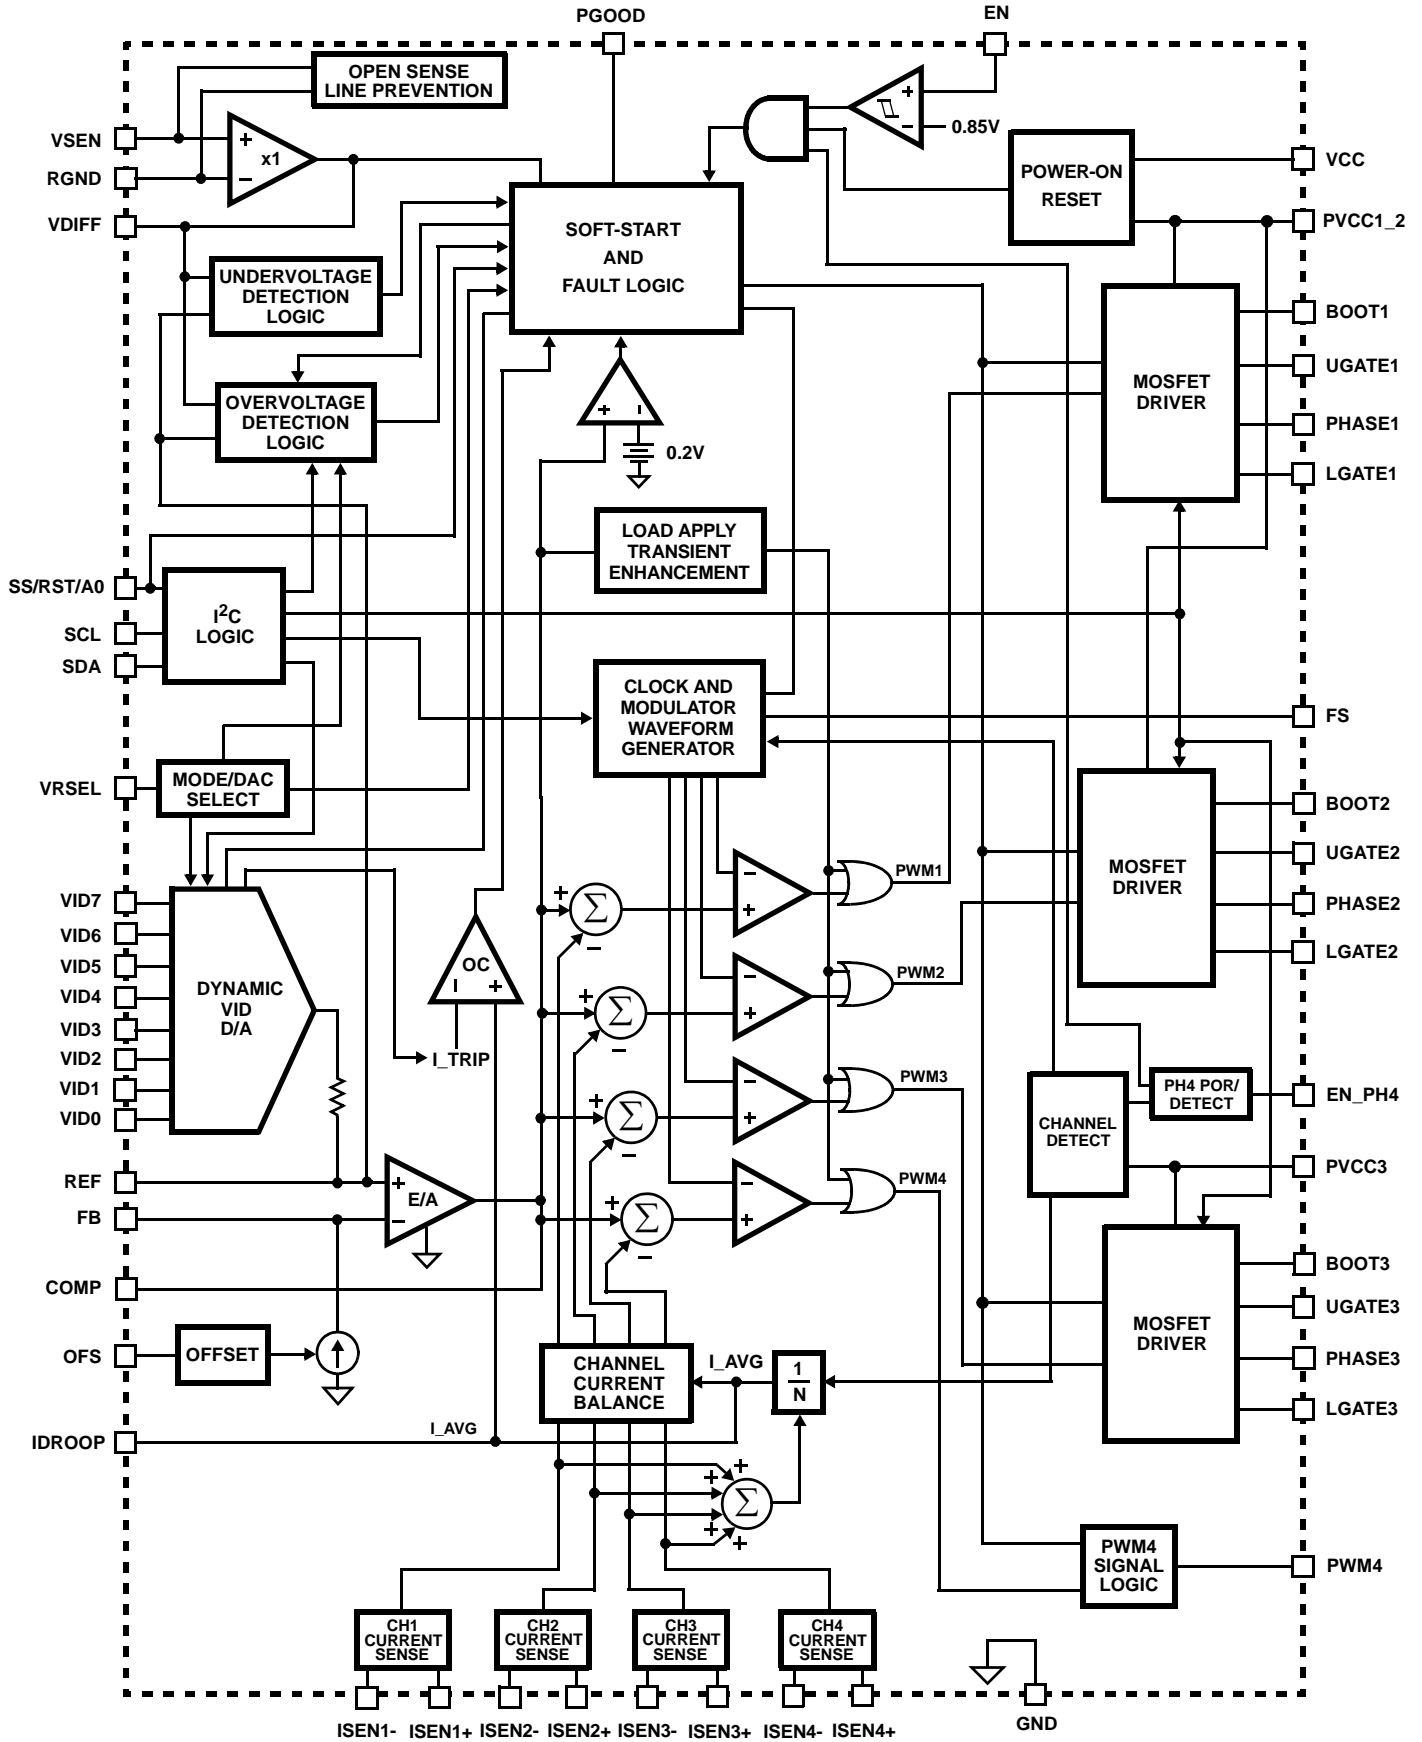 PGOOD
EN
OPEN SENSE
LINE PREVENTION
VSEN
+
x1
−
RGND
VDIFF
+
−
0.85V
POWER-ON
RESET
VCC
PVCC1_2
SOFT-START
AND
FAULT LOGIC
UNDERVOLTAGE
DETECTION
LOGIC
OVERVOLTAGE
DETECTION
LOGIC
+
−
0.2V
MOSFET
DRIVER
BOOT1
UGATE1
PHASE1
LGATE1
LOAD APPLY
TRANSIENT
ENHANCEMENT
SS/RST/A0
SCL
SDA
I²C
LOGIC
CLOCK AND
MODULATOR
WAVEFORM
GENERATOR
FS
VRSEL
MODE/DAC
SELECT
MOSFET
DRIVER
BOOT2
UGATE2
PHASE2
LGATE2
VID7
VID6
VID5
VID4
VID3
VID2
VID1
VID0
DYNAMIC
VID
D/A
OC
−
+
I_TRIP
+
Σ
−
−
+
PWM1
+
Σ
−
−
+
PWM2
+
Σ
−
−
+
PWM3
+
Σ
−
−
+
PWM4
CHANNEL
DETECT
PH4 POR/
DETECT
EN_PH4
PVCC3
REF
FB
+
E/A
−
COMP
OFS
OFFSET
MOSFET
DRIVER
BOOT3
UGATE3
PHASE3
LGATE3
CHANNEL
CURRENT
BALANCE
I_AVG
1
N
IDROOP
I_AVG
+
+
Σ
+
+
PWM4
SIGNAL
LOGIC
PWM4
CH1
CURRENT
SENSE
CH2
CURRENT
SENSE
CH3
CURRENT
SENSE
CH4
CURRENT
SENSE
ISEN1-
ISEN1+
ISEN2-
ISEN2+
ISEN3-
ISEN3+
ISEN4-
ISEN4+
GND